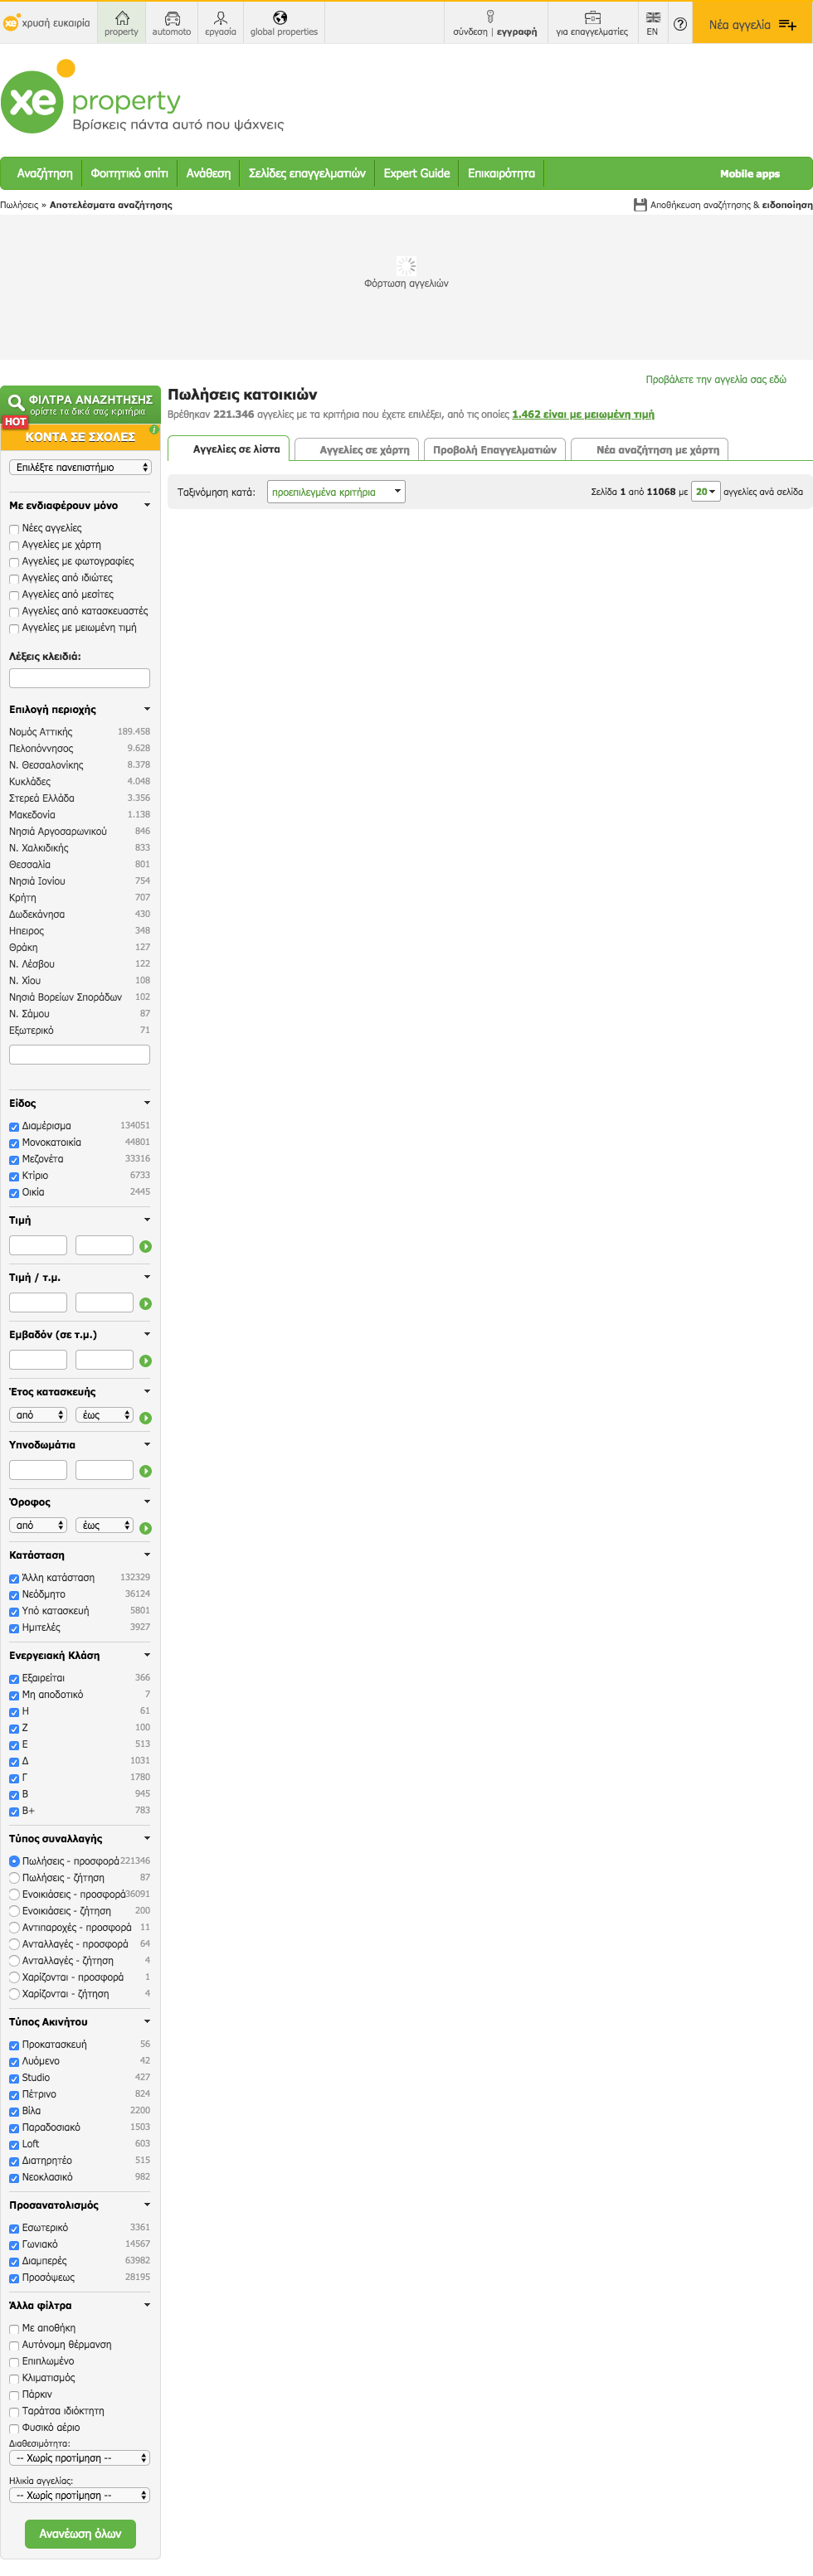 xe χρυσή ευκαιρία
property
automoto
εργασία
global properties
σύνδεση | εγγραφή
για επαγγελματίες
EN
?
Νέα αγγελία
xe property
Βρίσκεις πάντα αυτό που ψάχνεις
Αναζήτηση Φοιτητικό σπίτι Ανάθεση Σελίδες επαγγελματιών Expert Guide Επικαιρότητα Mobile apps
Πωλήσεις » Αποτελέσματα αναζήτησης
Αποθήκευση αναζήτησης & ειδοποίηση
Φόρτωση αγγελιών
Προβάλετε την αγγελία σας εδώ
ΦΙΛΤΡΑ ΑΝΑΖΗΤΗΣΗΣ
ορίστε τα δικά σας κριτήρια
HOT
ΚΟΝΤΑ ΣΕ ΣΧΟΛΕΣ
i
Επιλέξτε πανεπιστήμιο
Πωλήσεις κατοικιών
Βρέθηκαν 221.346 αγγελίες με τα κριτήρια που έχετε επιλέξει, από τις οποίες 1.462 είναι με μειωμένη τιμή
Αγγελίες σε λίστα Αγγελίες σε χάρτη Προβολή Επαγγελματιών Νέα αναζήτηση με χάρτη
Ταξινόμηση κατά: προεπιλεγμένα κριτήρια
Σελίδα 1 από 11068 με 20 αγγελίες ανά σελίδα
Με ενδιαφέρουν μόνο
Νέες αγγελίες
Αγγελίες με χάρτη
Αγγελίες με φωτογραφίες
Αγγελίες από ιδιώτες
Αγγελίες από μεσίτες
Αγγελίες από κατασκευαστές
Αγγελίες με μειωμένη τιμή
Λέξεις κλειδιά:
Επιλογή περιοχής
Νομός Αττικής 189.458
Πελοπόννησος 9.628
Ν. Θεσσαλονίκης 8.378
Κυκλάδες 4.048
Στερεά Ελλάδα 3.356
Μακεδονία 1.138
Νησιά Αργοσαρωνικού 846
Ν. Χαλκιδικής 833
Θεσσαλία 801
Νησιά Ιονίου 754
Κρήτη 707
Δωδεκάνησα 430
Ηπειρος 348
Θράκη 127
Ν. Λέσβου 122
Ν. Χίου 108
Νησιά Βορείων Σποράδων 102
Ν. Σάμου 87
Εξωτερικό 71
Είδος
Διαμέρισμα 134051
Μονοκατοικία 44801
Μεζονέτα 33316
Κτίριο 6733
Οικία 2445
Τιμή
Τιμή / τ.μ.
Εμβαδόν (σε τ.μ.)
Έτος κατασκευής
από έως
Υπνοδωμάτια
Όροφος
από έως
Κατάσταση
Άλλη κατάσταση 132329
Νεόδμητο 36124
Υπό κατασκευή 5801
Ημιτελές 3927
Ενεργειακή Κλάση
Εξαιρείται 366
Μη αποδοτικό 7
Η 61
Ζ 100
Ε 513
Δ 1031
Γ 1780
Β 945
Β+ 783
Τύπος συναλλαγής
Πωλήσεις - προσφορά 221346
Πωλήσεις - ζήτηση 87
Ενοικιάσεις - προσφορά 36091
Ενοικιάσεις - ζήτηση 200
Αντιπαροχές - προσφορά 11
Ανταλλαγές - προσφορά 64
Ανταλλαγές - ζήτηση 4
Χαρίζονται - προσφορά 1
Χαρίζονται - ζήτηση 4
Τύπος Ακινήτου
Προκατασκευή 56
Λυόμενο 42
Studio 427
Πέτρινο 824
Βίλα 2200
Παραδοσιακό 1503
Loft 603
Διατηρητέο 515
Νεοκλασικό 982
Προσανατολισμός
Εσωτερικό 3361
Γωνιακό 14567
Διαμπερές 63982
Προσόψεως 28195
Άλλα φίλτρα
Με αποθήκη
Αυτόνομη θέρμανση
Επιπλωμένο
Κλιματισμός
Πάρκιν
Ταράτσα ιδιόκτητη
Φυσικό αέριο
Διαθεσιμότητα:
-- Χωρίς προτίμηση --
Ηλικία αγγελίας:
-- Χωρίς προτίμηση --
Ανανέωση όλων